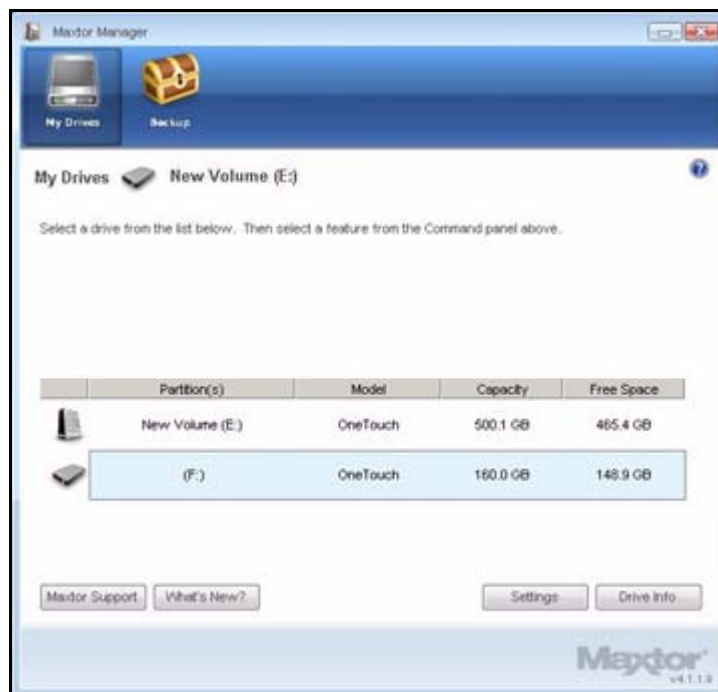 Maxtor Manager
My Drives Backup
My Drives New Volume (E:)
Select a drive from the list below. Then select a feature from the Command panel above.
Partition(s) Model Capacity Free Space
New Volume (E:) OneTouch 500.1 GB 465.4 GB
(F:) OneTouch 160.0 GB 148.9 GB
Maxtor Support What's New? Settings Drive Info
Maxtor